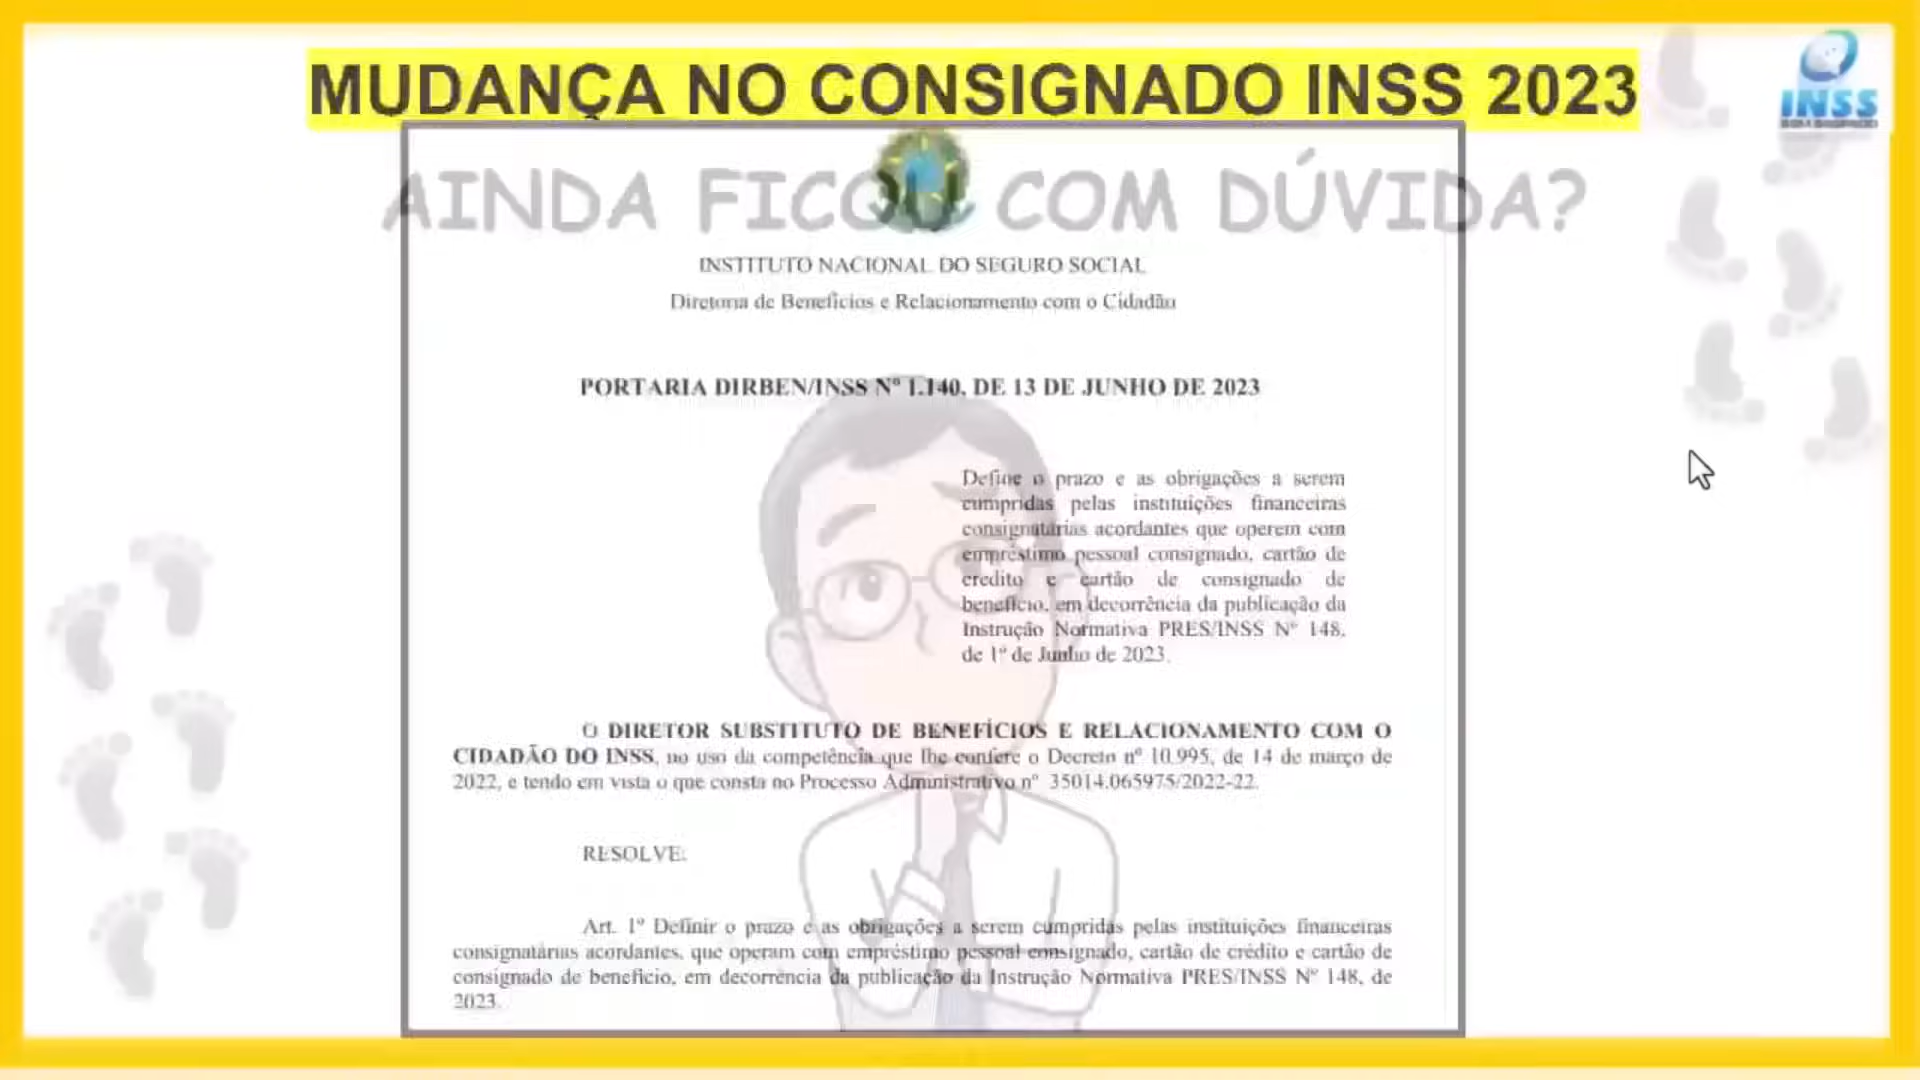 MUDANÇA NO CONSIGNADO INSS 2023
INSS
AINDA FICOU COM DÚVIDA?
INSTITUTO NACIONAL DO SEGURO SOCIAL
Diretoria de Benefícios e Relacionamento com o Cidadão
PORTARIA DIRBEN/INSS Nº 1.140, DE 13 DE JUNHO DE 2023
Define o prazo e as obrigações a serem
cumpridas pelas instituições financeiras
consignatárias acordantes que operem com
empréstimo pessoal consignado, cartão de
crédito e cartão de consignado de
benefício, em decorrência da publicação da
Instrução Normativa PRES/INSS Nº 148,
de 1º de Junho de 2023.
O DIRETOR SUBSTITUTO DE BENEFÍCIOS E RELACIONAMENTO COM O
CIDADÃO DO INSS, no uso da competência que lhe confere o Decreto nº 10.995, de 14 de março de
2022, e tendo em vista o que consta no Processo Administrativo nº 35014.065975/2022-22.
RESOLVE:
Art. 1º Definir o prazo e as obrigações a serem cumpridas pelas instituições financeiras
consignatárias acordantes, que operam com empréstimo pessoal consignado, cartão de crédito e cartão de
consignado de benefício, em decorrência da publicação da Instrução Normativa PRES/INSS Nº 148, de
2023.